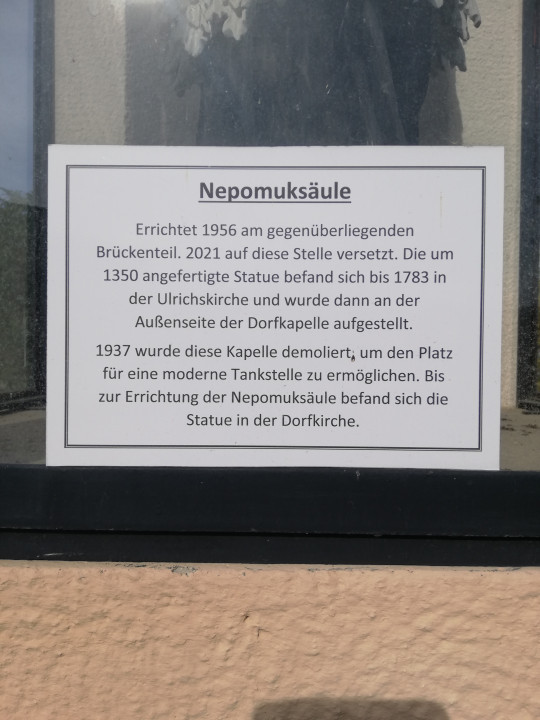 Nepomuksäule
Errichtet 1956 am gegenüberliegenden
Brückenteil. 2021 auf diese Stelle versetzt. Die um
1350 angefertigte Statue befand sich bis 1783 in
der Ulrichskirche und wurde dann an der
Außenseite der Dorfkapelle aufgestellt.
1937 wurde diese Kapelle demoliert, um den Platz
für eine moderne Tankstelle zu ermöglichen. Bis
zur Errichtung der Nepomuksäule befand sich die
Statue in der Dorfkirche.